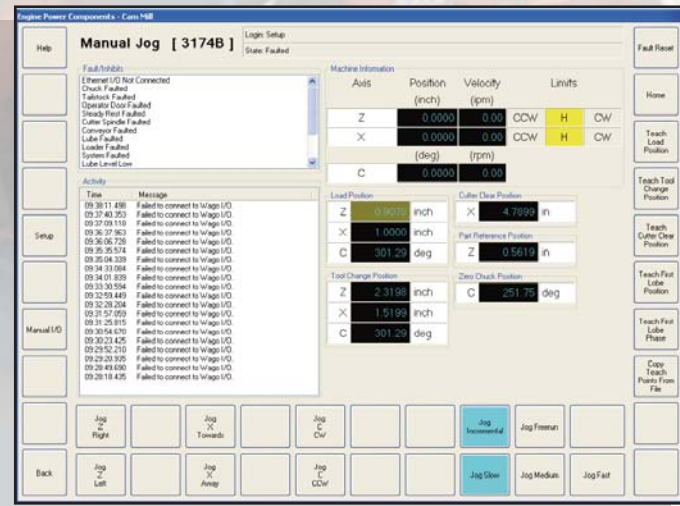 Engine Power Components - Cam Mill
Help
Manual Jog [ 3174B ]
Login: Setup
State: Faulted
Fault Reset
Fault/Inhibits
Ethernet I/O Not Connected
Chuck Faulted
Tailstock Faulted
Operator Door Faulted
Steady Rest Faulted
Cutter Spindle Faulted
Conveyor Faulted
Lube Faulted
Loader Faulted
System Faulted
Lube Level Low
Machine Information
Axis Position Velocity Limits
(inch) (ipm)
Z 0.0000 0.00 CCW H CW
X 0.0000 0.00 CCW H CW
(deg) (rpm)
C 0.0000 0.00
Home
Teach Load Position
Teach Tool Change Position
Teach Cutter Clear Position
Teach First Lobe Position
Teach First Lobe Phase
Copy Teach Points From File
Setup
Manual I/O
Activity
Time Message
09:38:11.498 Failed to connect to Wago I/O.
09:37:40.353 Failed to connect to Wago I/O.
09:37:09.110 Failed to connect to Wago I/O.
09:36:37.963 Failed to connect to Wago I/O.
09:36:06.728 Failed to connect to Wago I/O.
09:35:35.574 Failed to connect to Wago I/O.
09:35:04.339 Failed to connect to Wago I/O.
09:34:33.084 Failed to connect to Wago I/O.
09:34:01.839 Failed to connect to Wago I/O.
09:33:30.594 Failed to connect to Wago I/O.
09:32:59.449 Failed to connect to Wago I/O.
09:32:28.204 Failed to connect to Wago I/O.
09:31:57.059 Failed to connect to Wago I/O.
09:31:25.815 Failed to connect to Wago I/O.
09:30:54.670 Failed to connect to Wago I/O.
09:30:23.425 Failed to connect to Wago I/O.
09:29:52.210 Failed to connect to Wago I/O.
09:29:20.935 Failed to connect to Wago I/O.
09:28:49.690 Failed to connect to Wago I/O.
09:28:18.435 Failed to connect to Wago I/O.
Load Position
Z inch
X 1.0000 inch
C 301.29 deg
Cutter Clear Position
X 4.7899 in
Part Reference Position
Z 0.5619 in
Tool Change Position
Z 2.3198 inch
X 1.5199 inch
C 301.29 deg
Zero Chuck Position
C 251.75 deg
Jog Z Right
Jog X Towards
Jog C CW
Jog Incremental
Jog Freerun
Back
Jog Z Left
Jog X Away
Jog C CCW
Jog Slow
Jog Medium
Jog Fast